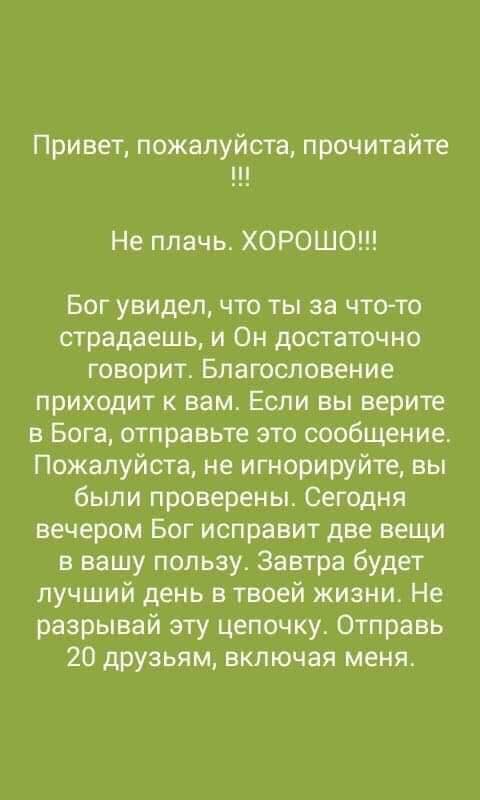 Привет, пожалуйста, прочитайте
!!!
Не плачь. ХОРОШО!!!
Бог увидел, что ты за что-то
страдаешь, и Он достаточно
говорит. Благословение
приходит к вам. Если вы верите
в Бога, отправьте это сообщение.
Пожалуйста, не игнорируйте, вы
были проверены. Сегодня
вечером Бог исправит две вещи
в вашу пользу. Завтра будет
лучший день в твоей жизни. Не
разрывай эту цепочку. Отправь
20 друзьям, включая меня.